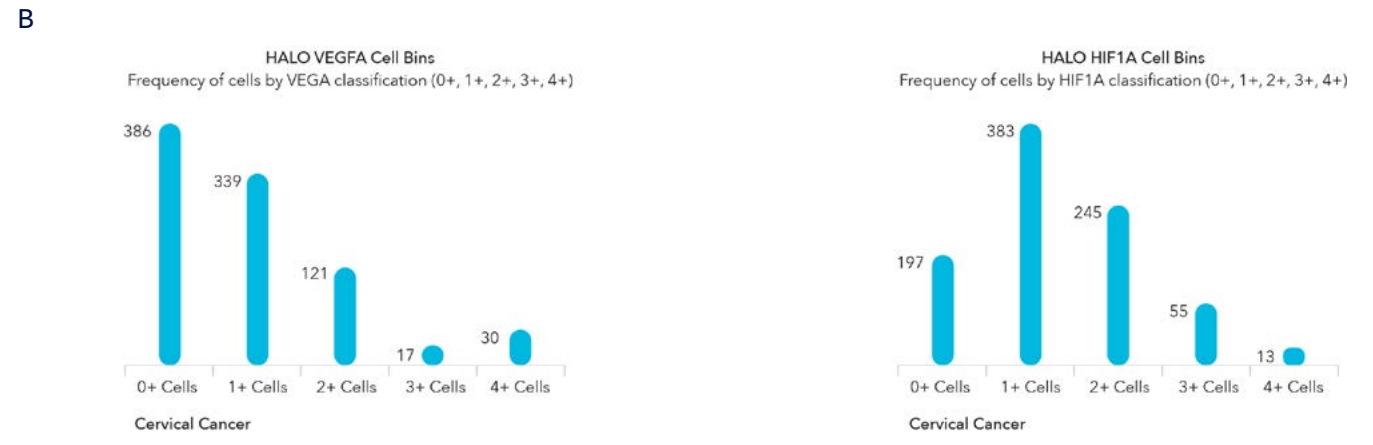 B
HALO VEGFA Cell Bins
Frequency of cells by VEGA classification (0+, 1+, 2+, 3+, 4+)
386
339
121
17
30
0+ Cells 1+ Cells 2+ Cells 3+ Cells 4+ Cells
Cervical Cancer
HALO HIF1A Cell Bins
Frequency of cells by HIF1A classification (0+, 1+, 2+, 3+, 4+)
197
383
245
55
13
0+ Cells 1+ Cells 2+ Cells 3+ Cells 4+ Cells
Cervical Cancer